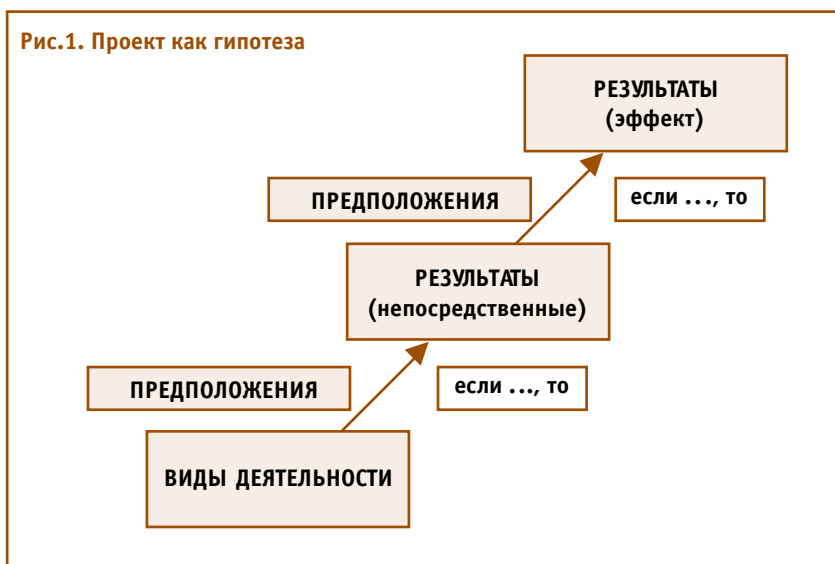 Рис.1. Проект как гипотеза
РЕЗУЛЬТАТЫ
(эффект)
ПРЕДПОЛОЖЕНИЯ
если ..., то
РЕЗУЛЬТАТЫ
(непосредственные)
ПРЕДПОЛОЖЕНИЯ
если ..., то
ВИДЫ ДЕЯТЕЛЬНОСТИ